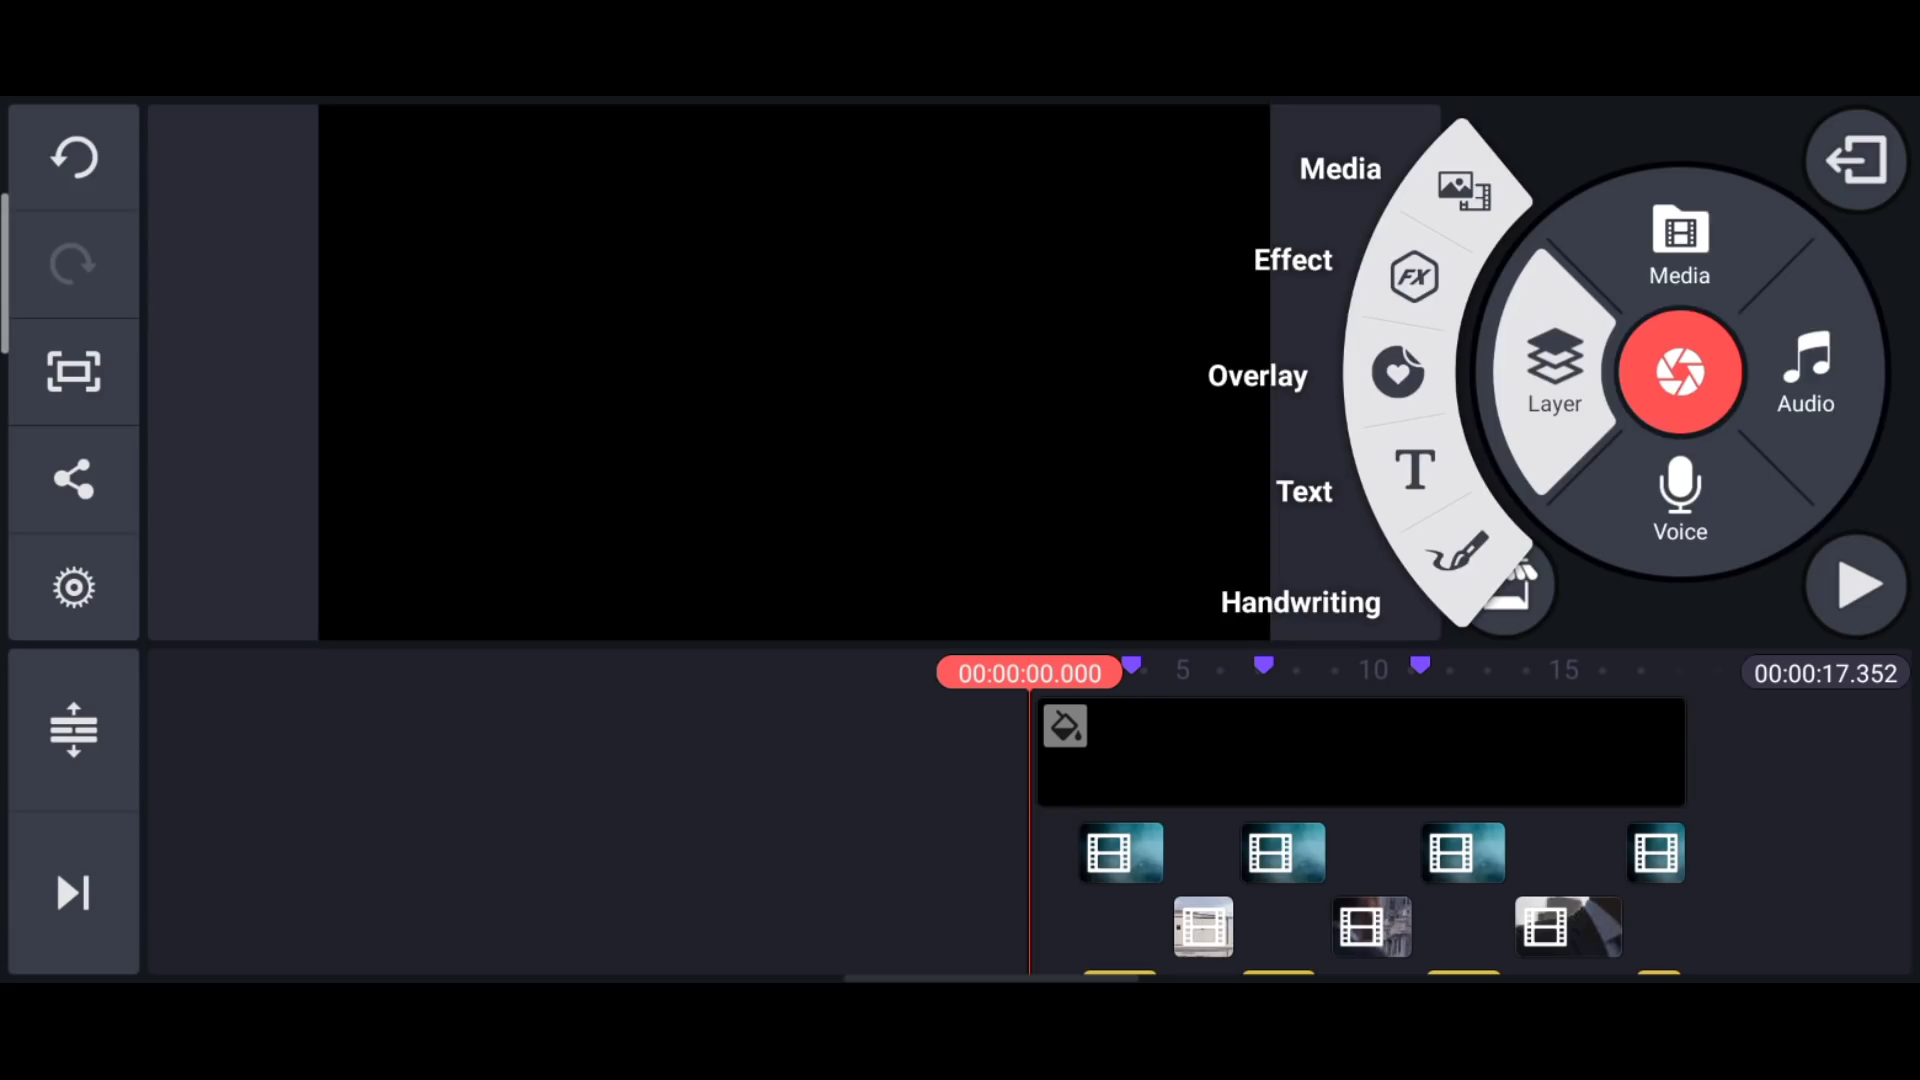 Media
Effect
Overlay
Text
Handwriting
Media
Layer
Audio
Voice
FX
T
00:00:00.000
5
10
15
00:00:17.352